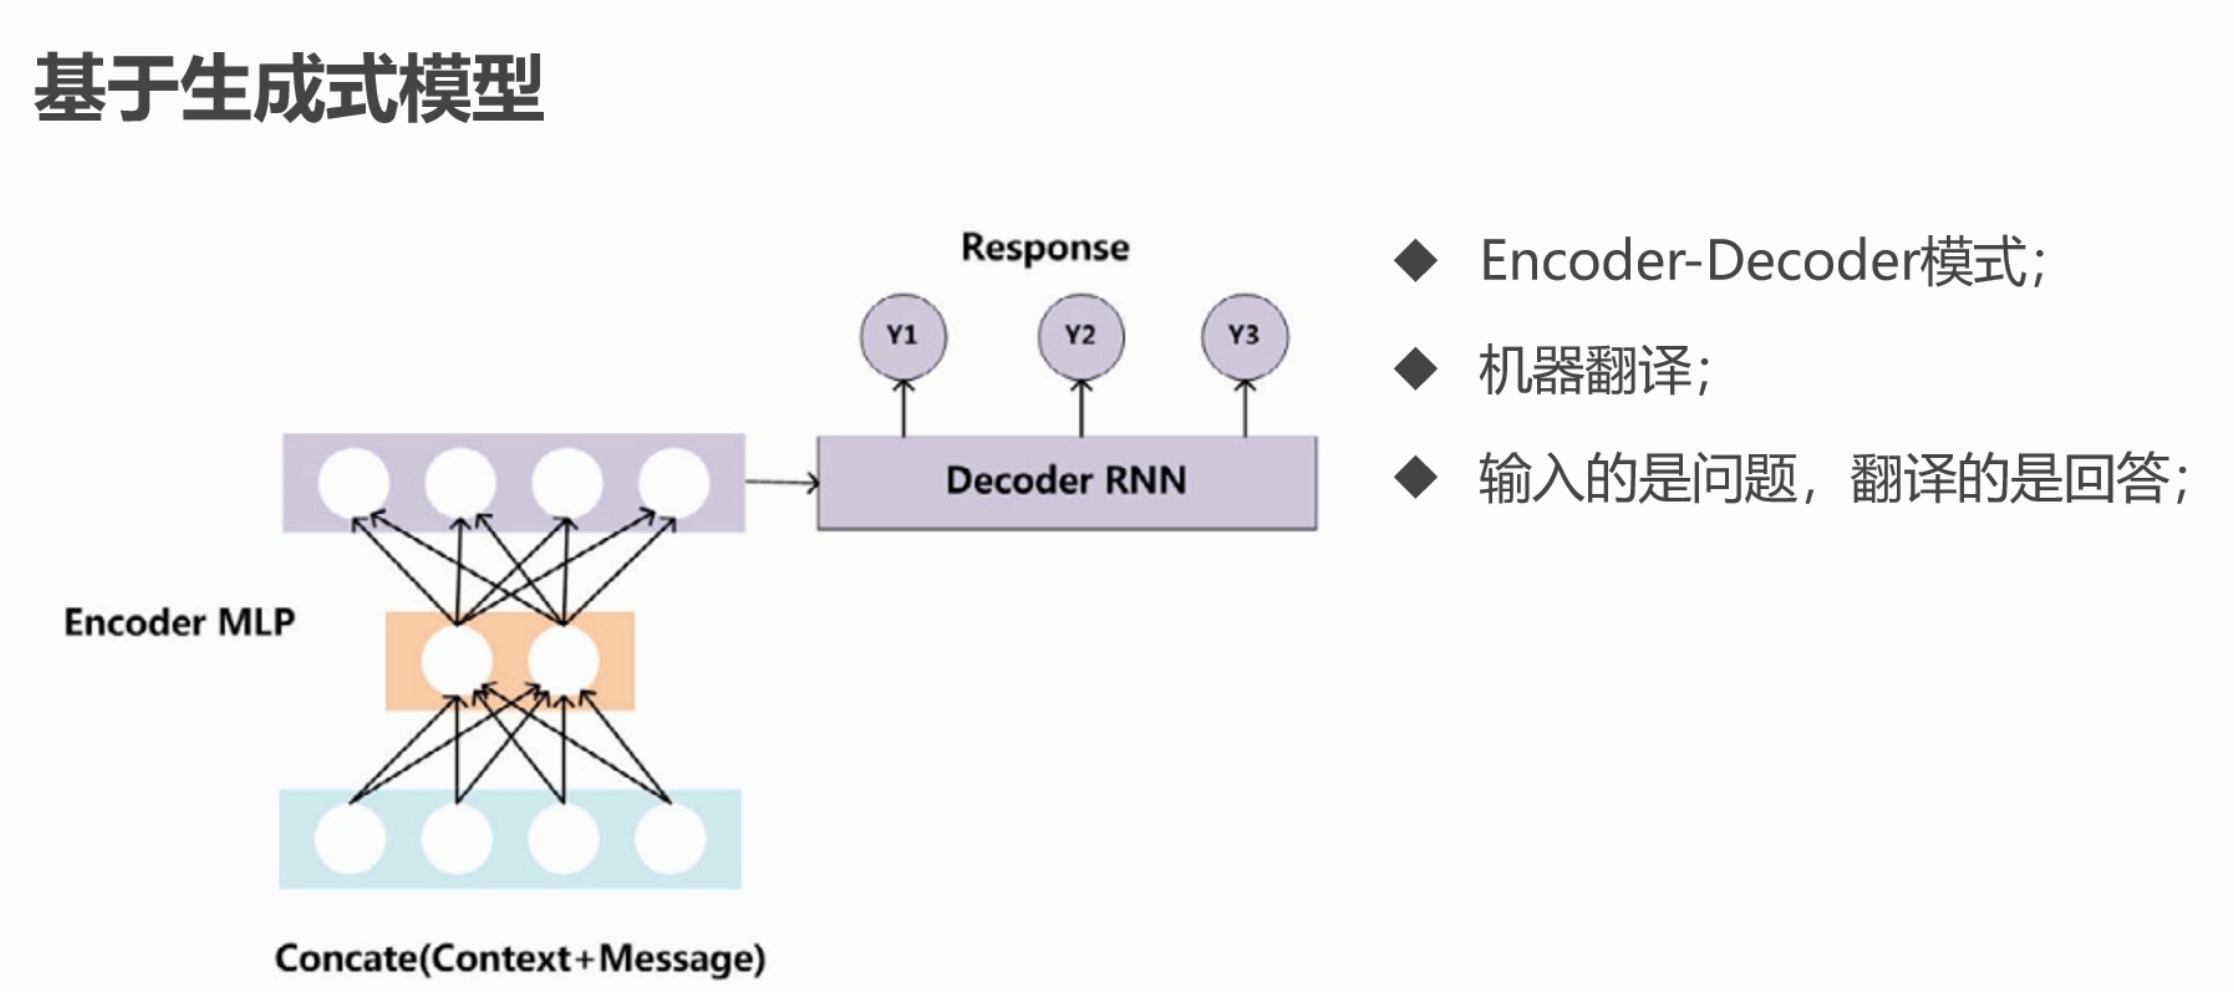 基于生成式模型
Response
Y1 Y2 Y3
Decoder RNN
Encoder MLP
Concate(Context+Message)
Encoder-Decoder模式；
机器翻译；
输入的是问题，翻译的是回答；